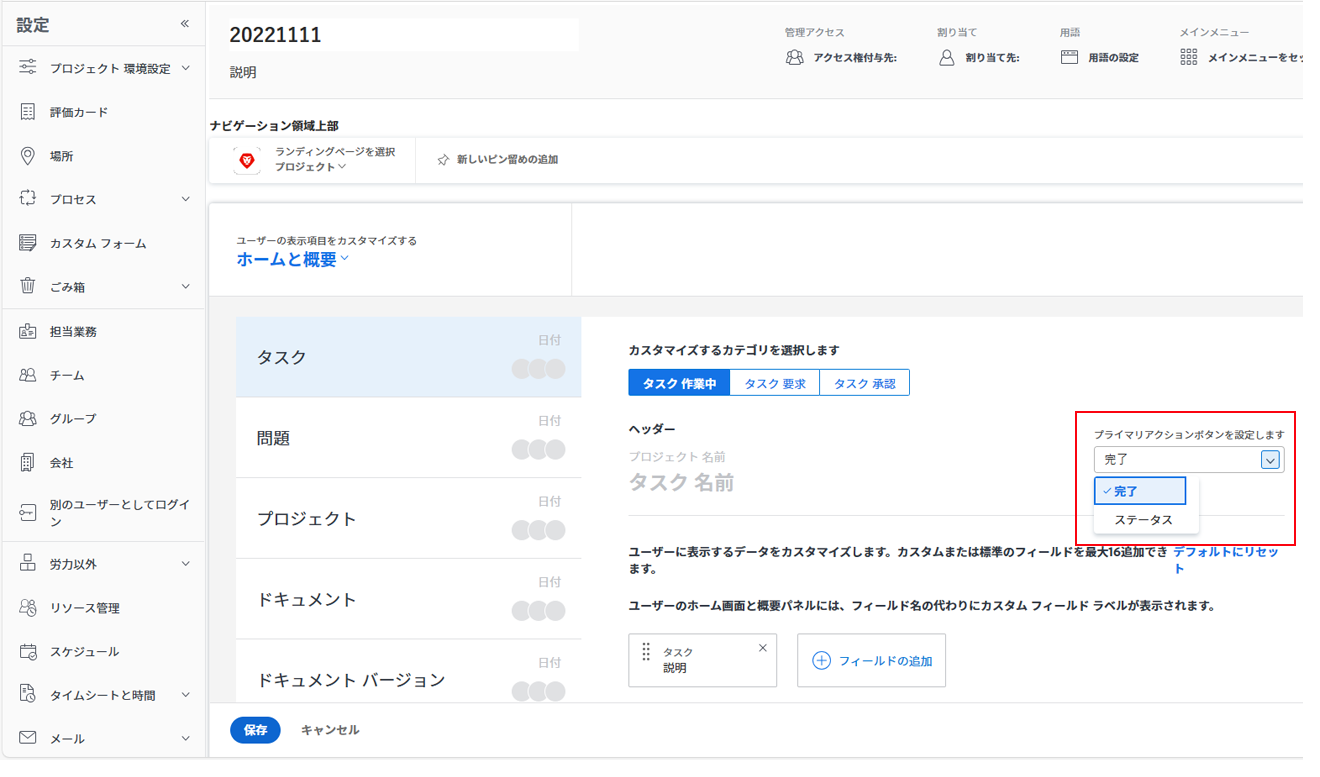 設定
プロジェクト 環境設定
評価カード
場所
プロセス
カスタム フォーム
ごみ箱
担当業務
チーム
グループ
会社
別のユーザーとしてログイ
ン
労力以外
リソース管理
スケジュール
タイムシートと時間
メール
20221111
説明
管理アクセス
アクセス権付与先:
割り当て
割り当て先:
用語
用語の設定
メインメニュー
メインメニューをセッ
ナビゲーション領域上部
ランディングページを選択
プロジェクト
新しいピン留めの追加
ユーザーの表示項目をカスタマイズする
ホームと概要
タスク
日付
問題
日付
プロジェクト
日付
ドキュメント
日付
ドキュメント バージョン
日付
カスタマイズするカテゴリを選択します
タスク 作業中
タスク 要求
タスク 承認
ヘッダー
プロジェクト 名前
タスク 名前
プライマリアクションボタンを設定します
完了
完了
ステータス
ユーザーに表示するデータをカスタマイズします。カスタムまたは標準のフィールドを最大16追加でき
ます。
デフォルトにリセッ
ト
ユーザーのホーム画面と概要パネルには、フィールド名の代わりにカスタム フィールド ラベルが表示されます。
タスク
説明
フィールドの追加
保存
キャンセル